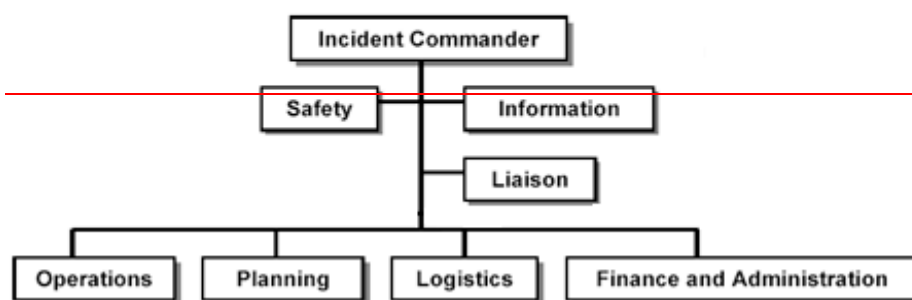 Incident Commander
Safety
Information
Liaison
Operations
Planning
Logistics
Finance and Administration